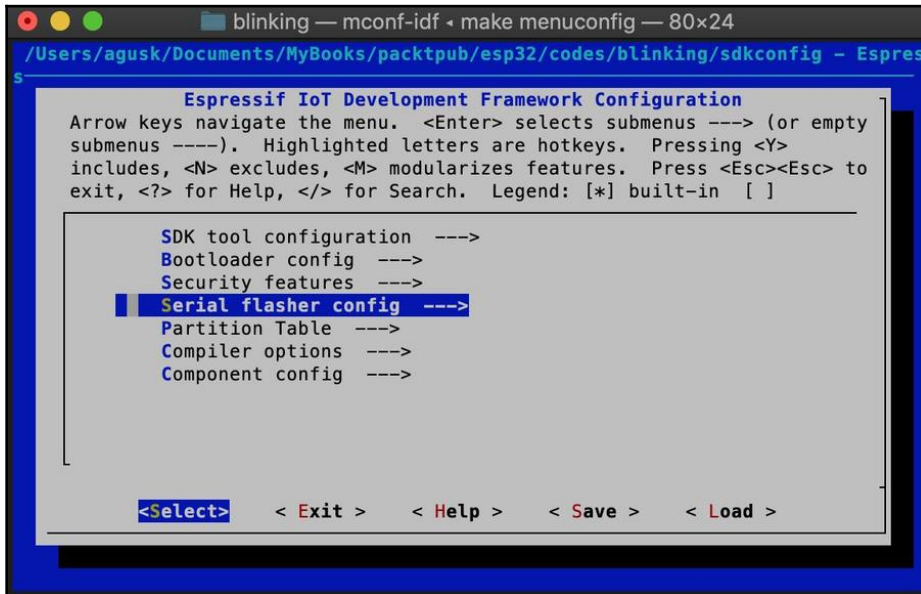 blinking — mconf-idf ◂ make menuconfig — 80×24
/Users/agusk/Documents/MyBooks/packtpub/esp32/codes/blinking/sdkconfig – Espres
s
Espressif IoT Development Framework Configuration
Arrow keys navigate the menu.  <Enter> selects submenus ---> (or empty
submenus ----).  Highlighted letters are hotkeys.  Pressing <Y>
includes, <N> excludes, <M> modularizes features.  Press <Esc><Esc> to
exit, <?> for Help, </> for Search.  Legend: [*] built-in  [ ]
SDK tool configuration  --->
Bootloader config  --->
Security features  --->
Serial flasher config  --->
Partition Table  --->
Compiler options  --->
Component config  --->
<Select>    < Exit >    < Help >    < Save >    < Load >